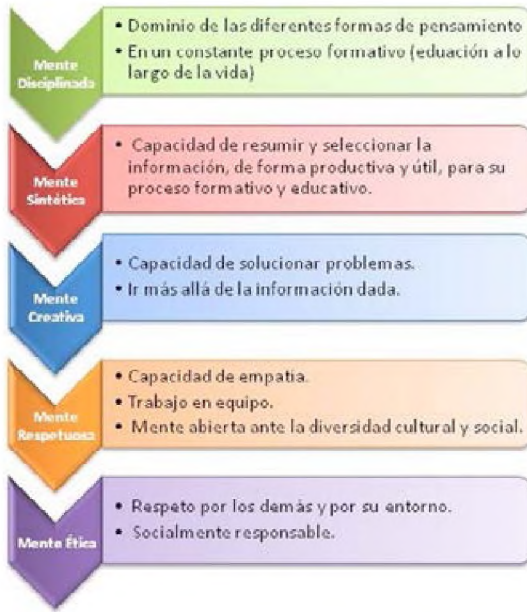 Mente
Disciplinada
• Dominio de las diferentes formas de pensamiento
• En un constante proceso formativo (eduación a lo
largo de la vida)
Mente
Sintética
• Capacidad de resumir y seleccionar la
información, de forma productiva y útil, para su
proceso formativo y educativo.
Mente
Creativa
• Capacidad de solucionar problemas.
• Ir más allá de la información dada.
Mente
Respetuosa
• Capacidad de empatia.
• Trabajo en equipo.
• Mente abierta ante la diversidad cultural y social.
Mente Ética
• Respeto por los demás y por su entorno.
• Socialmente responsable.